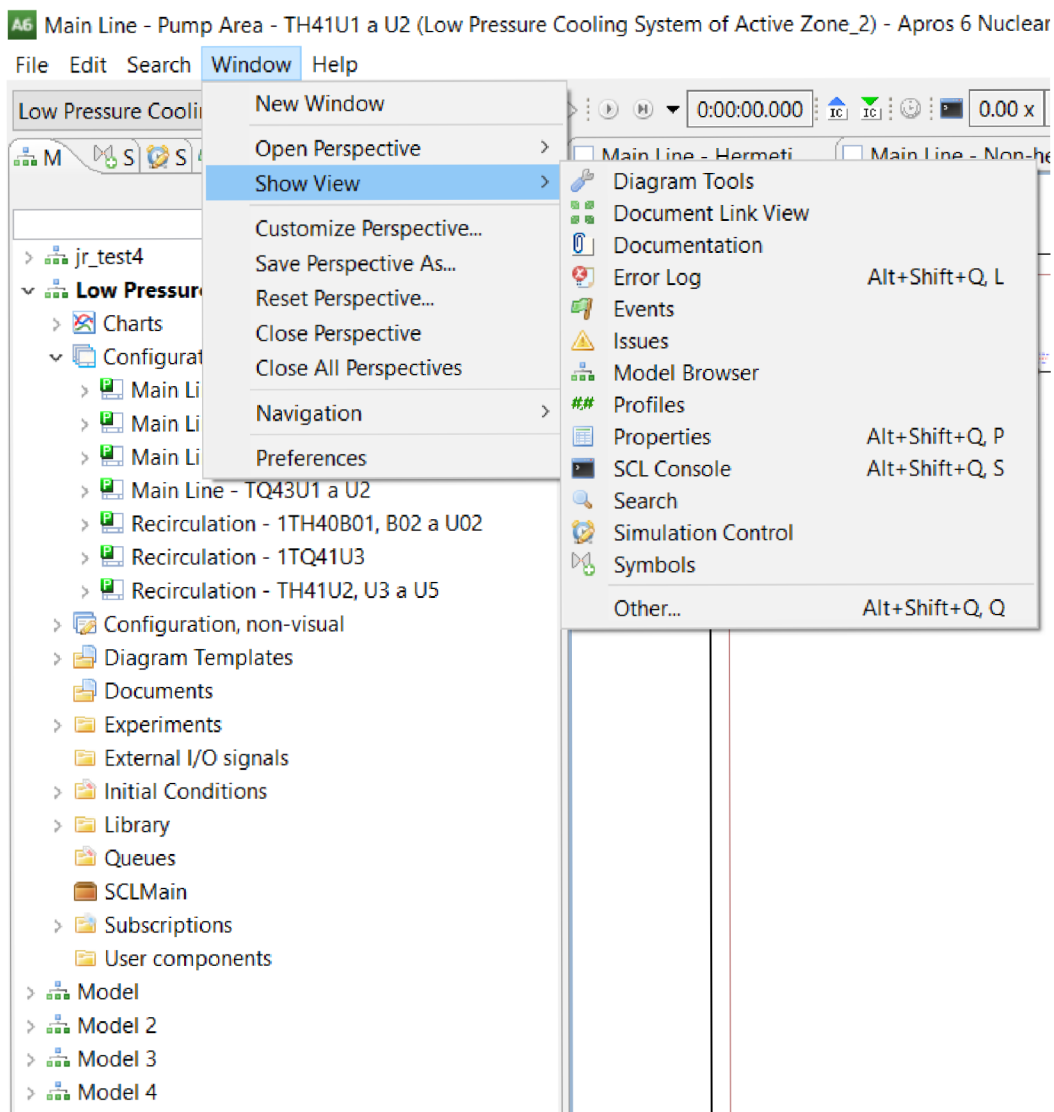 A6 Main Line - Pump Area - TH41U1 a U2 (Low Pressure Cooling System of Active Zone_2) - Apros 6 Nuclear
File Edit Search Window Help
Low Pressure 0:00:00.000 IC IC 0.00 x
M S S Main Line - Hermeti Main Line -
New Window
Open Perspective >
Show View >
Customize Perspective...
Save Perspective As...
Reset Perspective...
Close Perspective
Close All Perspectives
Navigation >
Preferences
Diagram Tools
Document Link View
Documentation
Error Log Alt+Shift+Q, L
Events
Issues
Model Browser
Profiles
Properties Alt+Shift+Q, P
SCL Console Alt+Shift+Q, S
Search
Simulation Control
Symbols
Other... Alt+Shift+Q, Q
jr_test4
Low Pressur
Charts
Configurat
Main Li
Main Li
Main Li
Main Line - TQ43U1 a U2
Recirculation - 1TH40B01, B02 a U02
Recirculation - 1TQ41U3
Recirculation - TH41U2, U3 a U5
Configuration, non-visual
Diagram Templates
Documents
Experiments
External I/O signals
Initial Conditions
Library
Queues
SCLMain
Subscriptions
User components
Model
Model 2
Model 3
Model 4